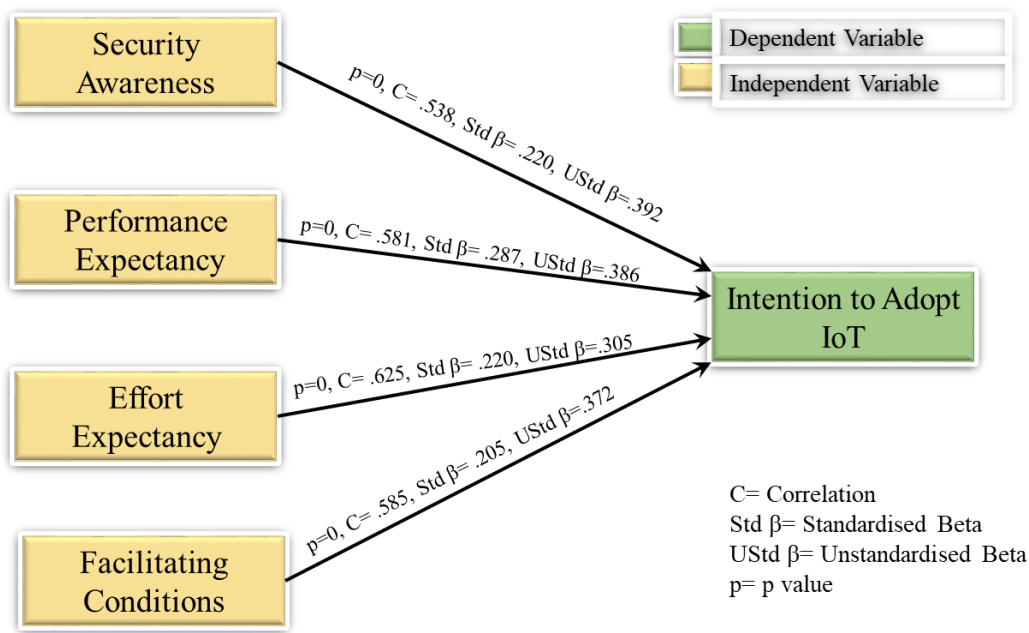 Security
Awareness
Dependent Variable
Independent Variable
p=0, C= .538, Std β= .220, UStd β=.392
Performance
Expectancy
p=0, C= .581, Std β= .287, UStd β=.386
Intention to Adopt
IoT
p=0, C= .625, Std β= .220, UStd β=.305
Effort
Expectancy
p=0, C= .585, Std β= .205, UStd β=.372
Facilitating
Conditions
C= Correlation
Std β= Standardised Beta
UStd β= Unstandardised Beta
p= p value